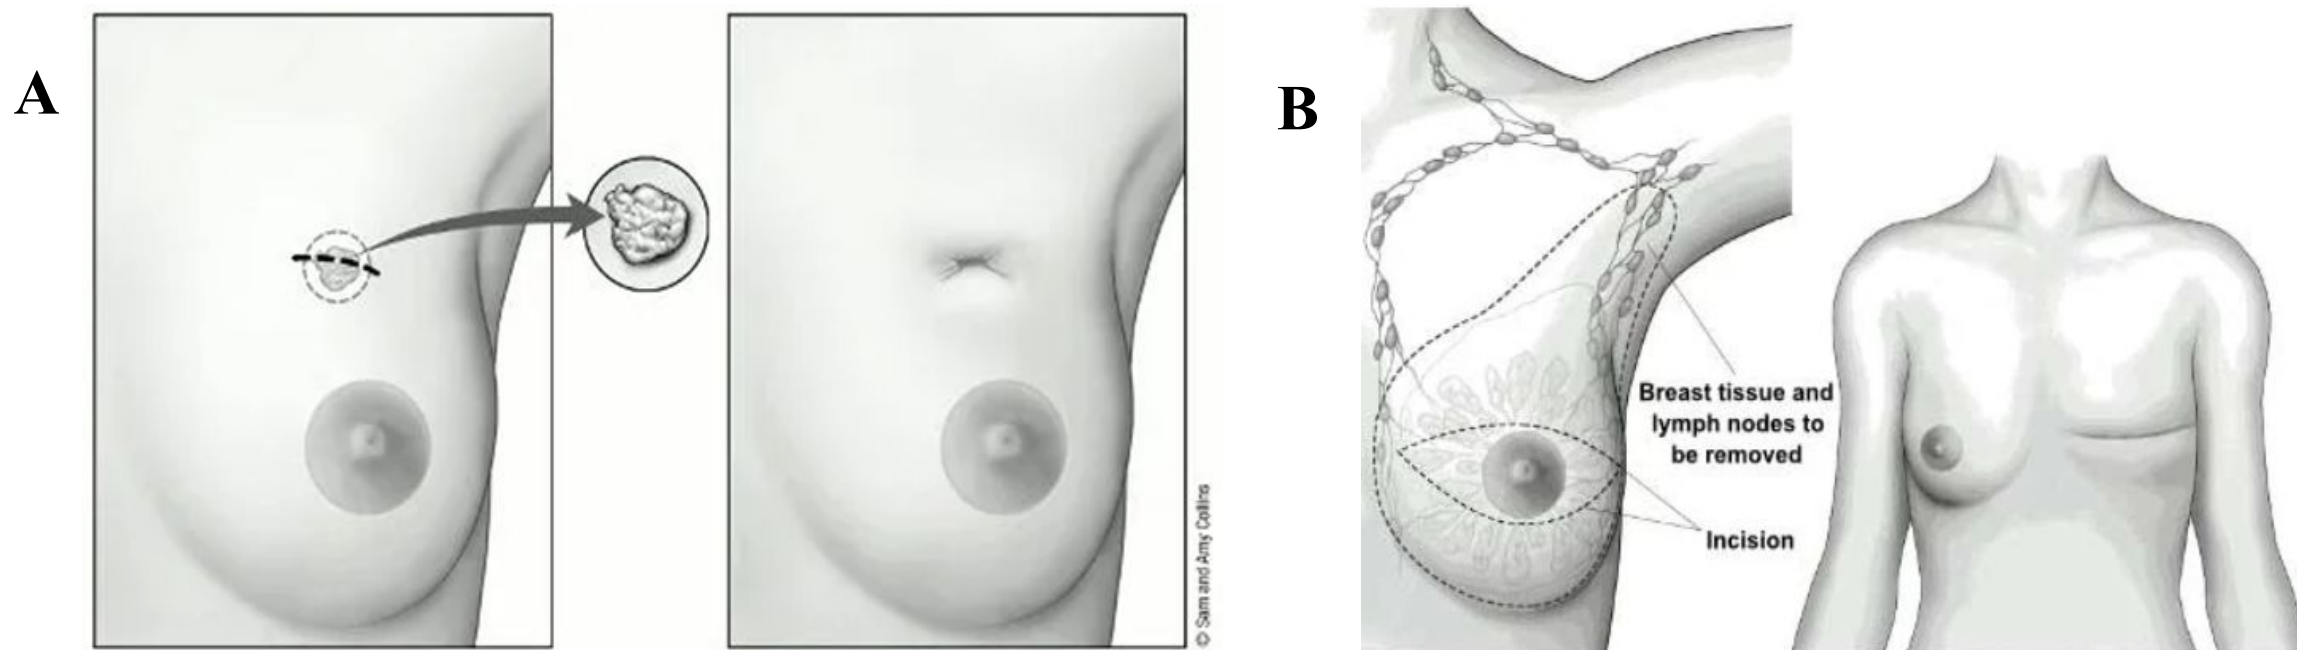 A
© Sam and Amy Collins
B
Breast tissue and
lymph nodes to
be removed
Incision